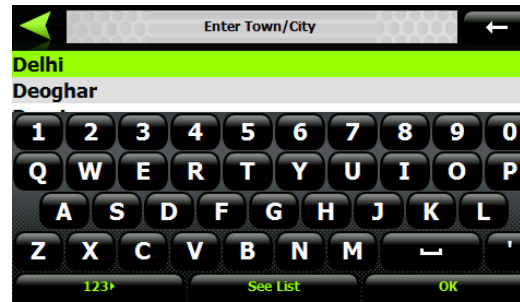 Enter Town/City
Delhi
Deoghar
1 2 3 4 5 6 7 8 9 0
Q W E R T Y U I O P
A S D F G H J K L
Z X C V B N M '
123 See List OK